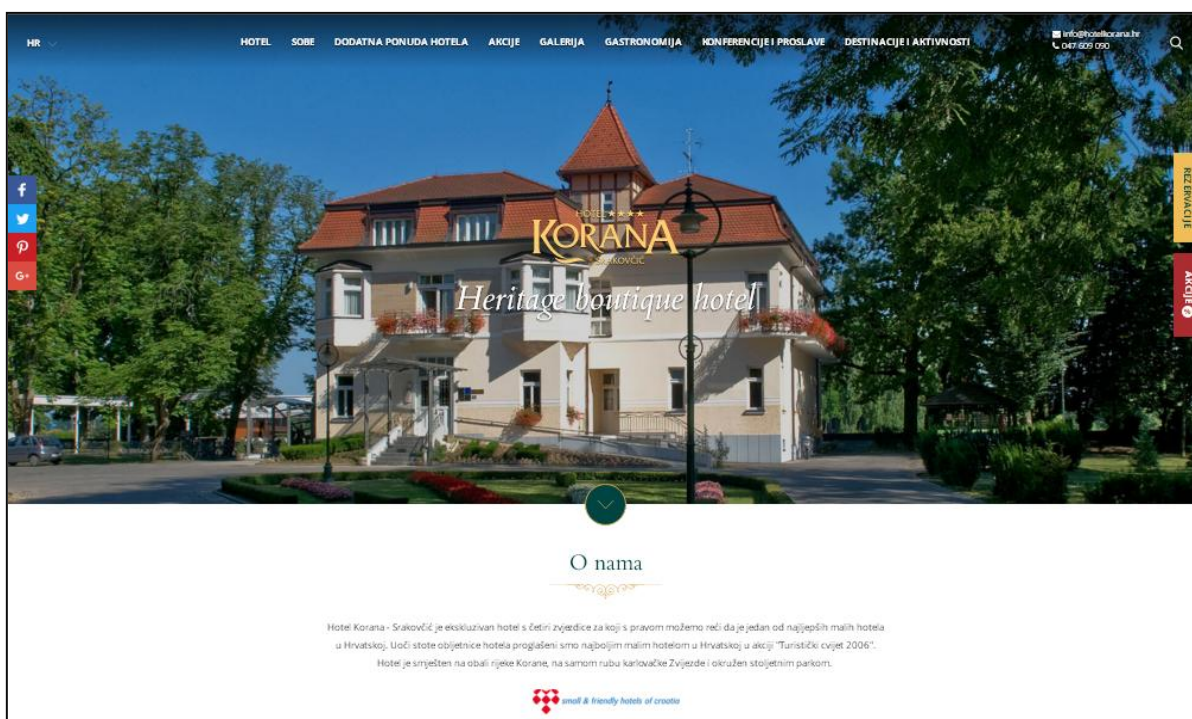 HR
HOTEL SOBE DODATNA PONUDA HOTELA AKCIJE GALERIJA GASTRONOMIJA KONFERENCIJE I PROSLAVE DESTINACIJE I AKTIVNOSTI
info@hotelkorana.hr
047 609 090
REZERVACIJE
AKCIJE
HOTEL ★★★★
KORANA
SRAKOVČIĆ
Heritage boutique hotel
O nama
Hotel Korana - Srakovčić je ekskluzivan hotel s četiri zvjezdice za koji s pravom možemo reći da je jedan od najljepših malih hotela
u Hrvatskoj. Uoči stote obljetnice hotela proglašeni smo najboljim malim hotelom u Hrvatskoj u akciji "Turistički cvijet 2006".
Hotel je smješten na obali rijeke Korane, na samom rubu karlovačke Zvijezde i okružen stoljetnim parkom.
small & friendly hotels of croatia